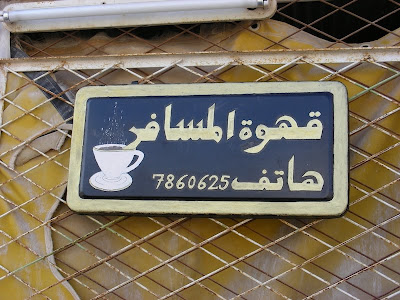 قهوة المسافر
هاتف 7860625